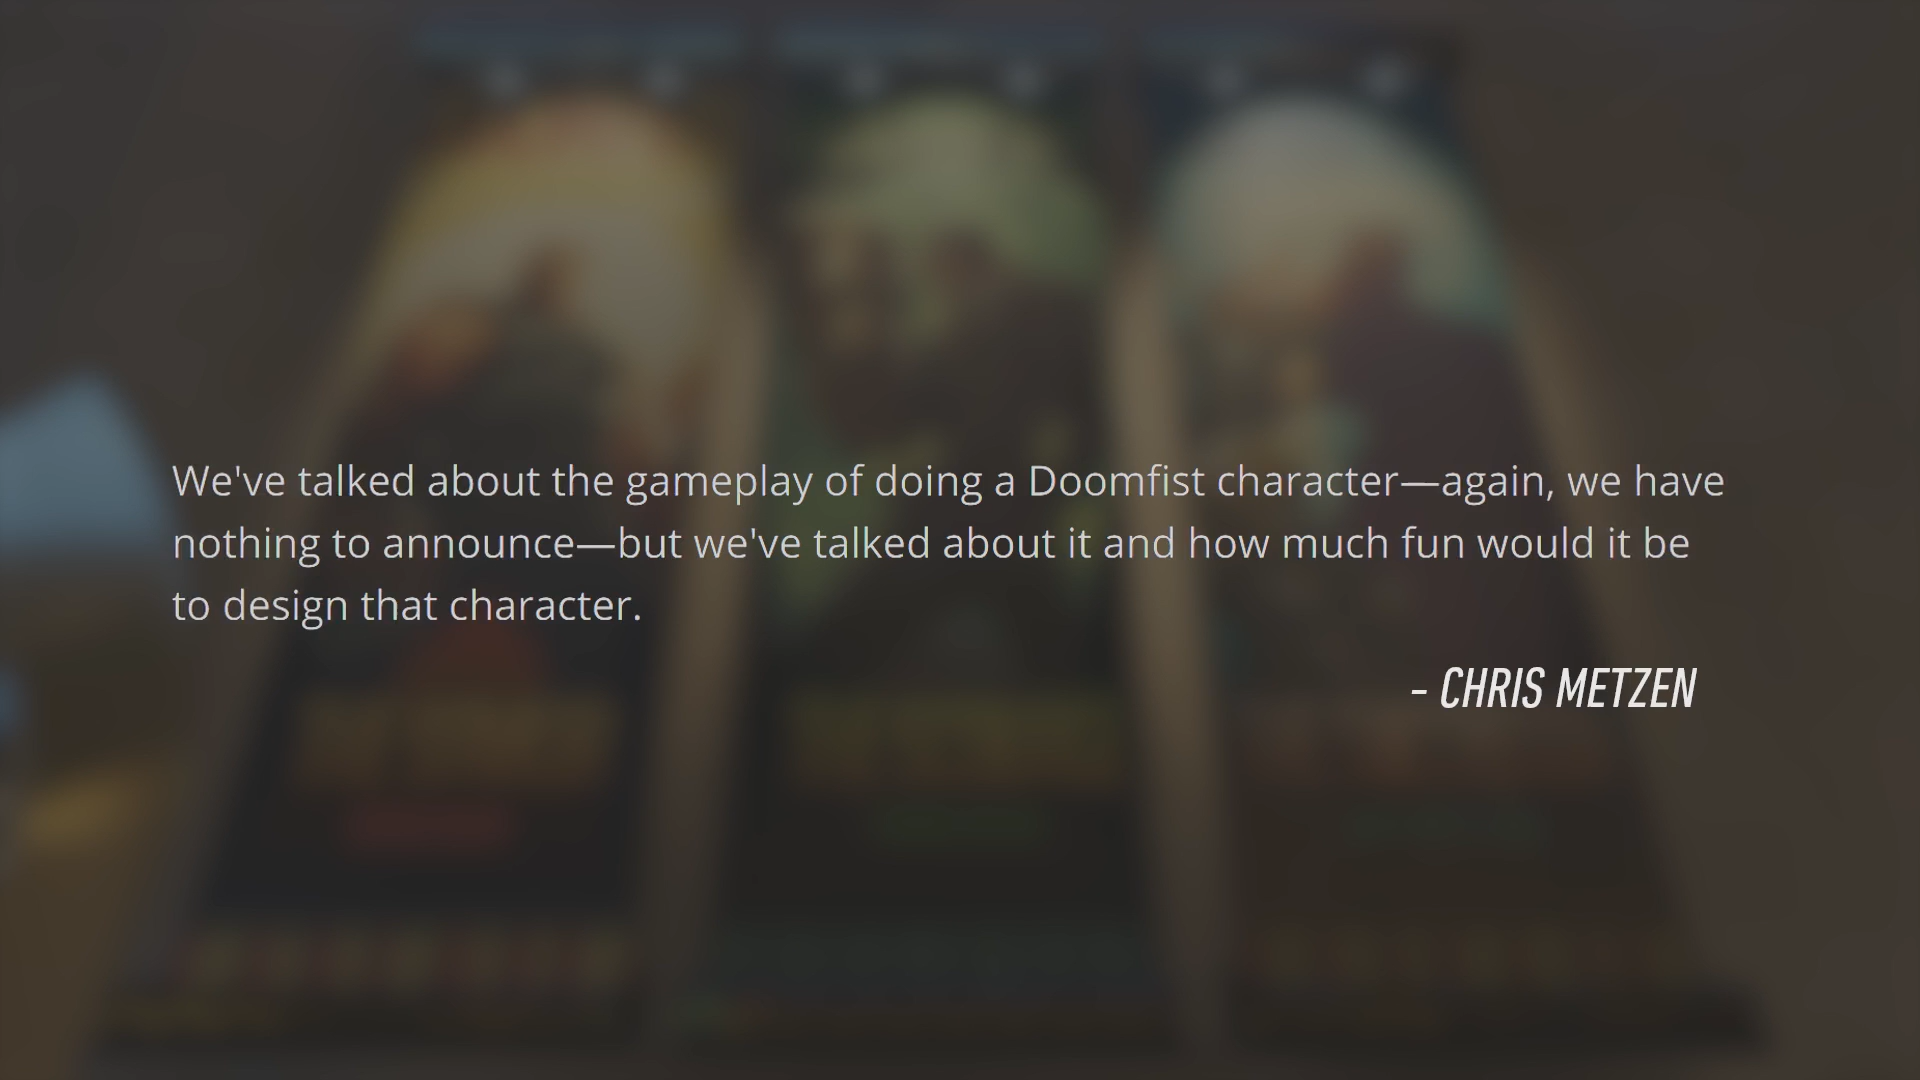 We've talked about the gameplay of doing a Doomfist character—again, we have
nothing to announce—but we've talked about it and how much fun would it be
to design that character.
- CHRIS METZEN